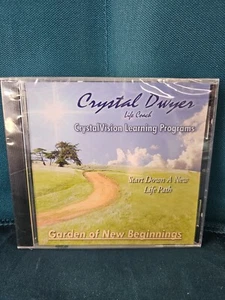 Crystal Dwyer
Life Coach
CrystalVision Learning Programs
Start Down A New
Life Path
Garden of New Beginnings